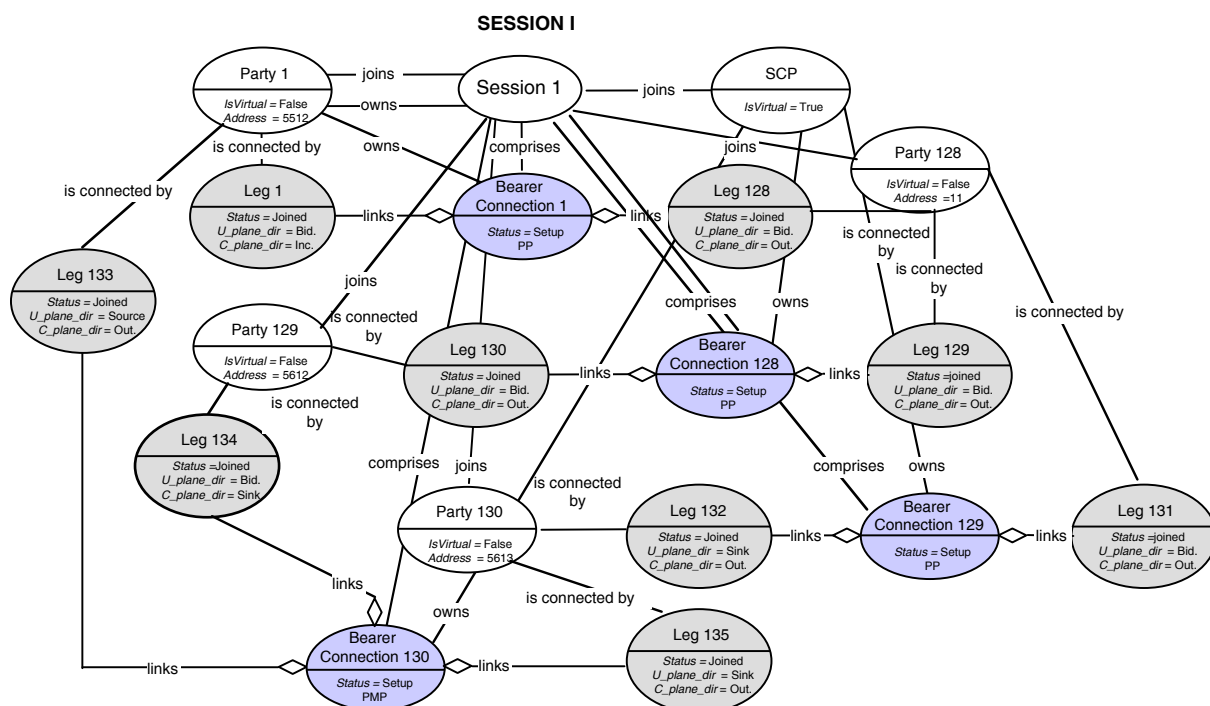 SESSION I
Party 1
IsVirtual = False
Address = 5512
joins
owns
owns
Session 1
joins
SCP
IsVirtual = True
is connected by
comprises
joins
Party 128
IsVirtual = False
Address =11
is connected by
Leg 1
Status = Joined
U_plane_dir = Bid.
C_plane_dir = Inc.
links
Bearer
Connection 1
Status = Setup
PP
links
Leg 128
Status = Joined
U_plane_dir = Bid.
C_plane_dir = Out.
is connected
by
is connected
by
Leg 133
Status = Joined
U_plane_dir = Source
C_plane_dir = Out.
joins
comprises
owns
is connected by
Party 129
IsVirtual = False
Address = 5612
is connected
by
Leg 130
Status = Joined
U_plane_dir = Bid.
C_plane_dir = Out.
links
Bearer
Connection 128
Status = Setup
PP
links
Leg 129
Status =joined
U_plane_dir = Bid.
C_plane_dir = Out.
is connected
by
Leg 134
Status =Joined
U_plane_dir = Bid.
C_plane_dir = Sink
comprises
joins
comprises
owns
is connected
by
Party 130
IsVirtual = False
Address = 5613
Leg 132
Status = Joined
U_plane_dir = Sink
C_plane_dir = Out.
links
Bearer
Connection 129
Status = Setup
PP
links
Leg 131
Status =joined
U_plane_dir = Bid.
C_plane_dir = Out.
links
owns
is connected by
links
Bearer
Connection 130
Status = Setup
PMP
links
Leg 135
Status = Joined
U_plane_dir = Sink
C_plane_dir = Out.